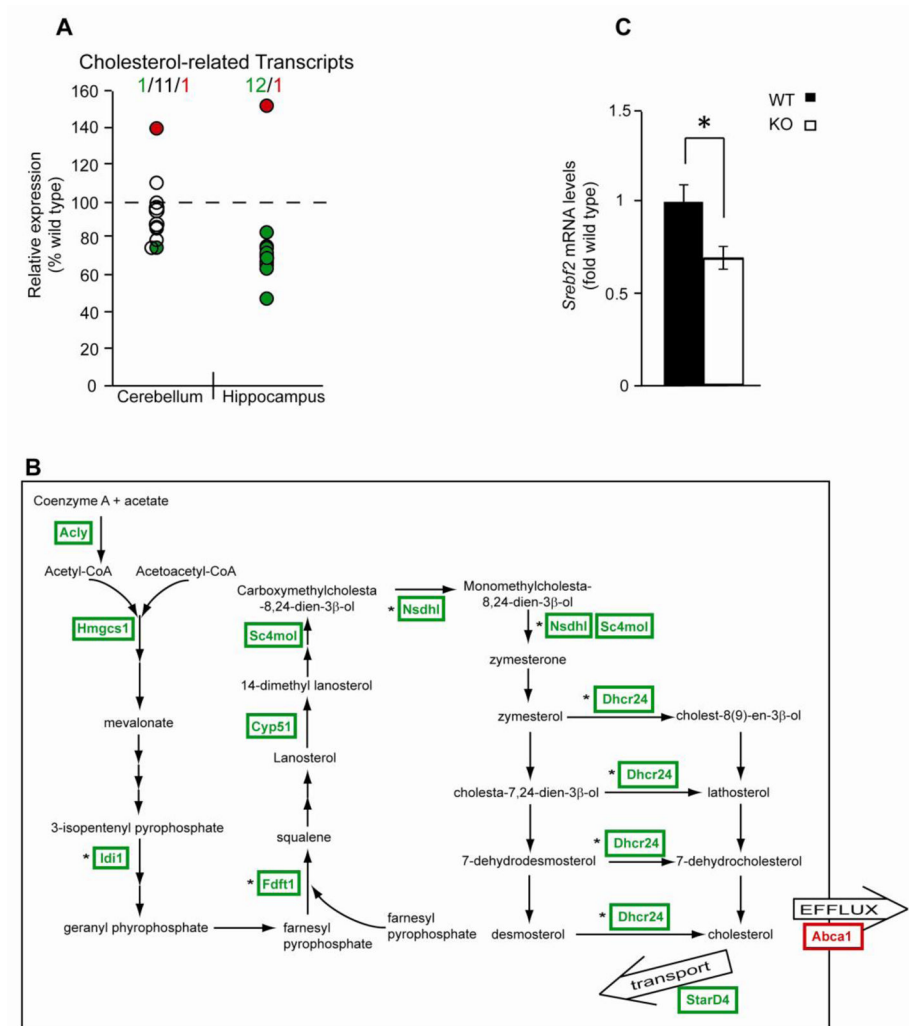 A
Cholesterol-related Transcripts
1/11/1
12/1
160
140
120
100
80
60
40
20
0
Relative expression
(% wild type)
Cerebellum
Hippocampus
C
WT
KO
1.5
1
0.5
0
*
Srebf2 mRNA levels
(fold wild type)
B
Coenzyme A + acetate
Acly
Acetyl-CoA
Acetoacetyl-CoA
Hmgcs1
mevalonate
3-isopentenyl pyrophosphate
* Idi1
geranyl phyrophosphate
farnesyl
pyrophosphate
farnesyl
pyrophosphate
* Fdft1
squalene
Lanosterol
Cyp51
14-dimethyl lanosterol
Sc4mol
Carboxymethylcholesta
-8,24-dien-3β-ol
* Nsdhl
Monomethylcholesta-
8,24-dien-3β-ol
* Nsdhl Sc4mol
zymesterone
zymesterol
* Dhcr24
cholest-8(9)-en-3β-ol
cholesta-7,24-dien-3β-ol
* Dhcr24
lathosterol
7-dehydrodesmosterol
* Dhcr24
7-dehydrocholesterol
desmosterol
* Dhcr24
cholesterol
EFFLUX
Abca1
transport
StarD4